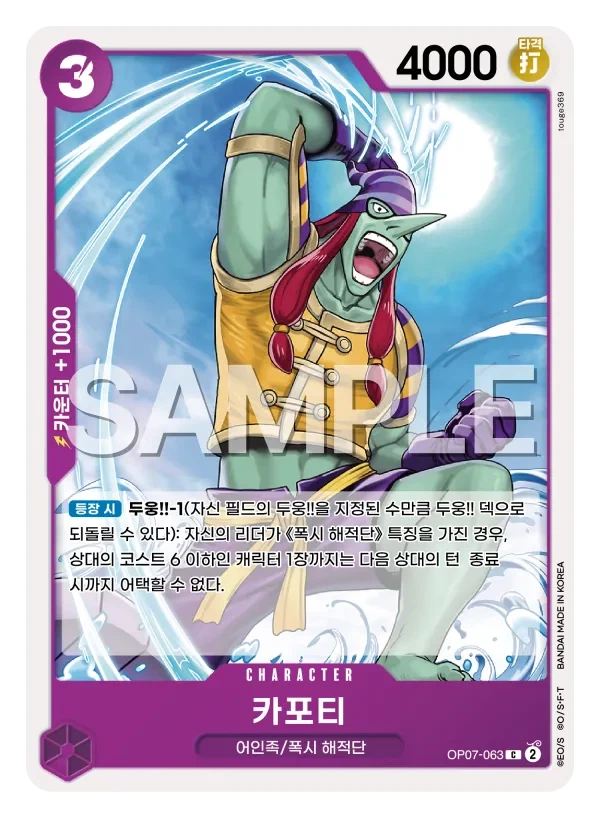 3
4000
타격
打
touge369
카운터 +1000
SAMPLE
등장 시 두웅!!-1(자신 필드의 두웅!!을 지정된 수만큼 두웅!! 덱으로
되돌릴 수 있다): 자신의 리더가 《폭시 해적단》 특징을 가진 경우,
상대의 코스트 6 이하인 캐릭터 1장까지는 다음 상대의 턴 종료
시까지 어택할 수 없다.
CHARACTER
카포티
어인족/폭시 해적단
OP07-063 C 2
©EO/S ©O/S·F·T BANDAI MADE IN KOREA